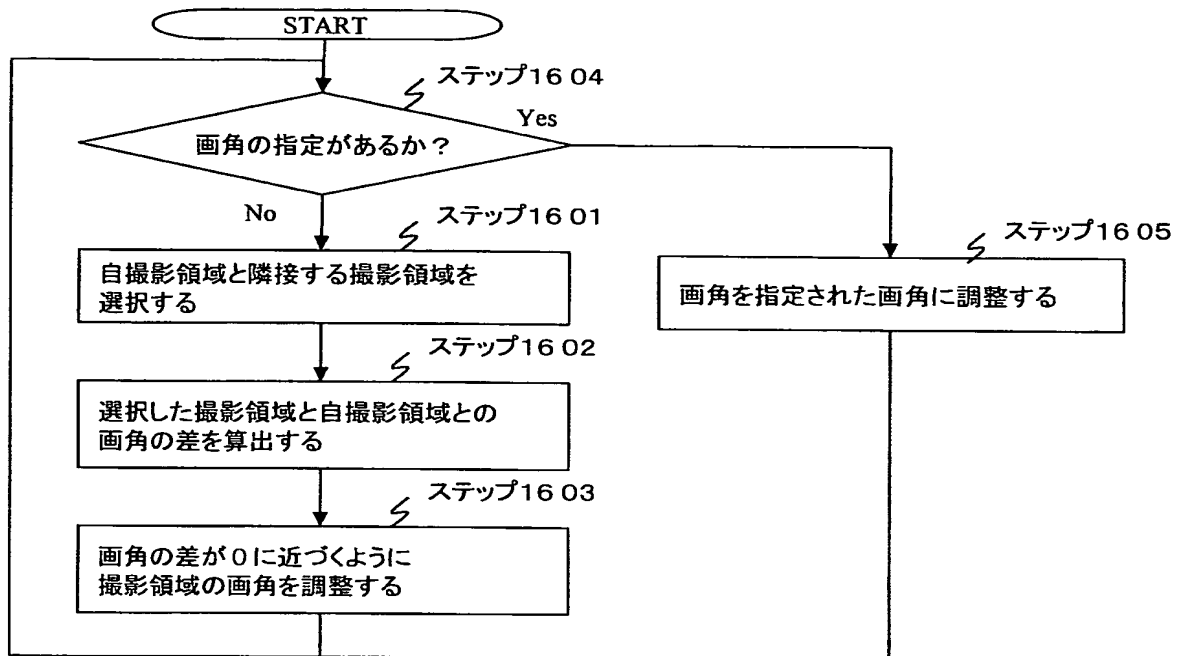 START
ステップ16 04
画角の指定があるか？
Yes
No
ステップ16 01
自撮影領域と隣接する撮影領域を
選択する
ステップ16 05
画角を指定された画角に調整する
ステップ16 02
選択した撮影領域と自撮影領域との
画角の差を算出する
ステップ16 03
画角の差が０に近づくように
撮影領域の画角を調整する